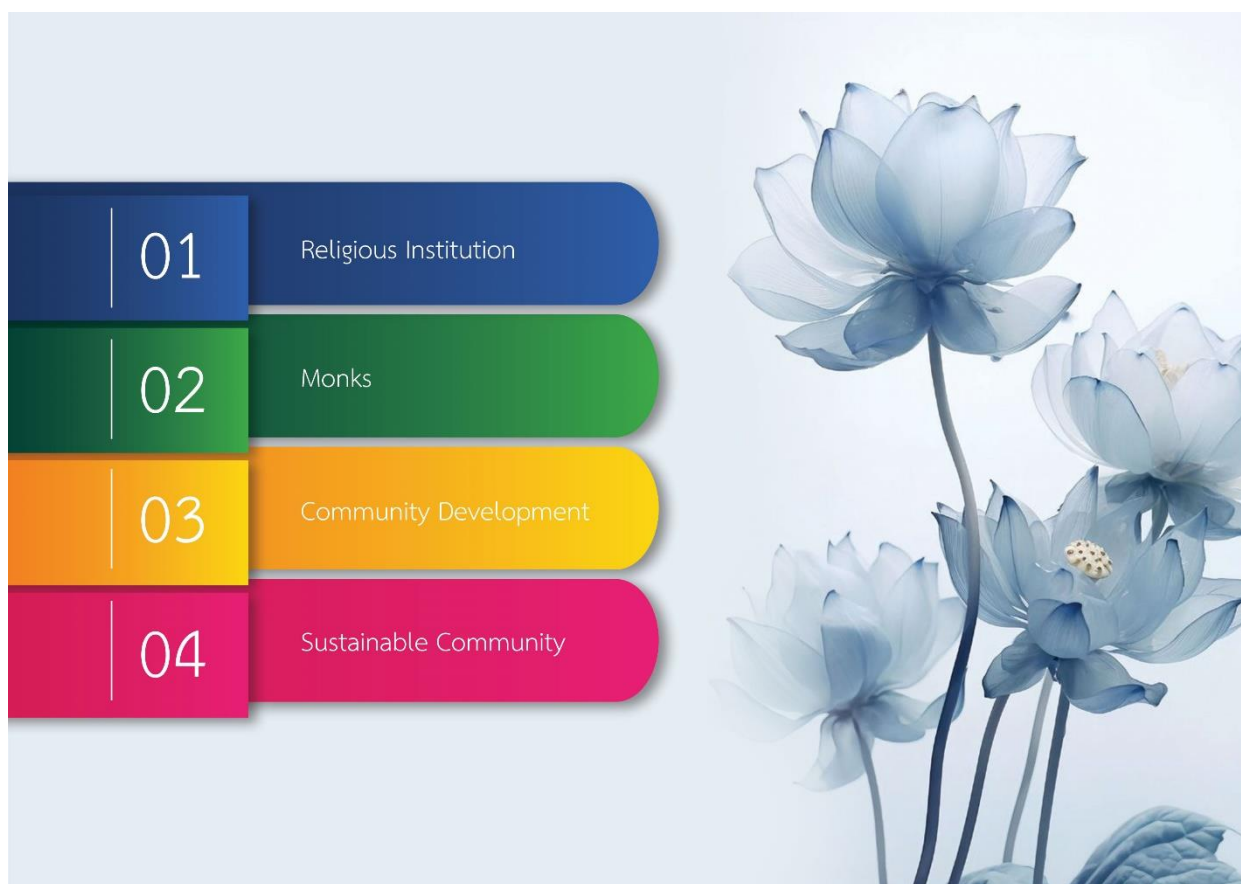 01 Religious Institution
02 Monks
03 Community Development
04 Sustainable Community